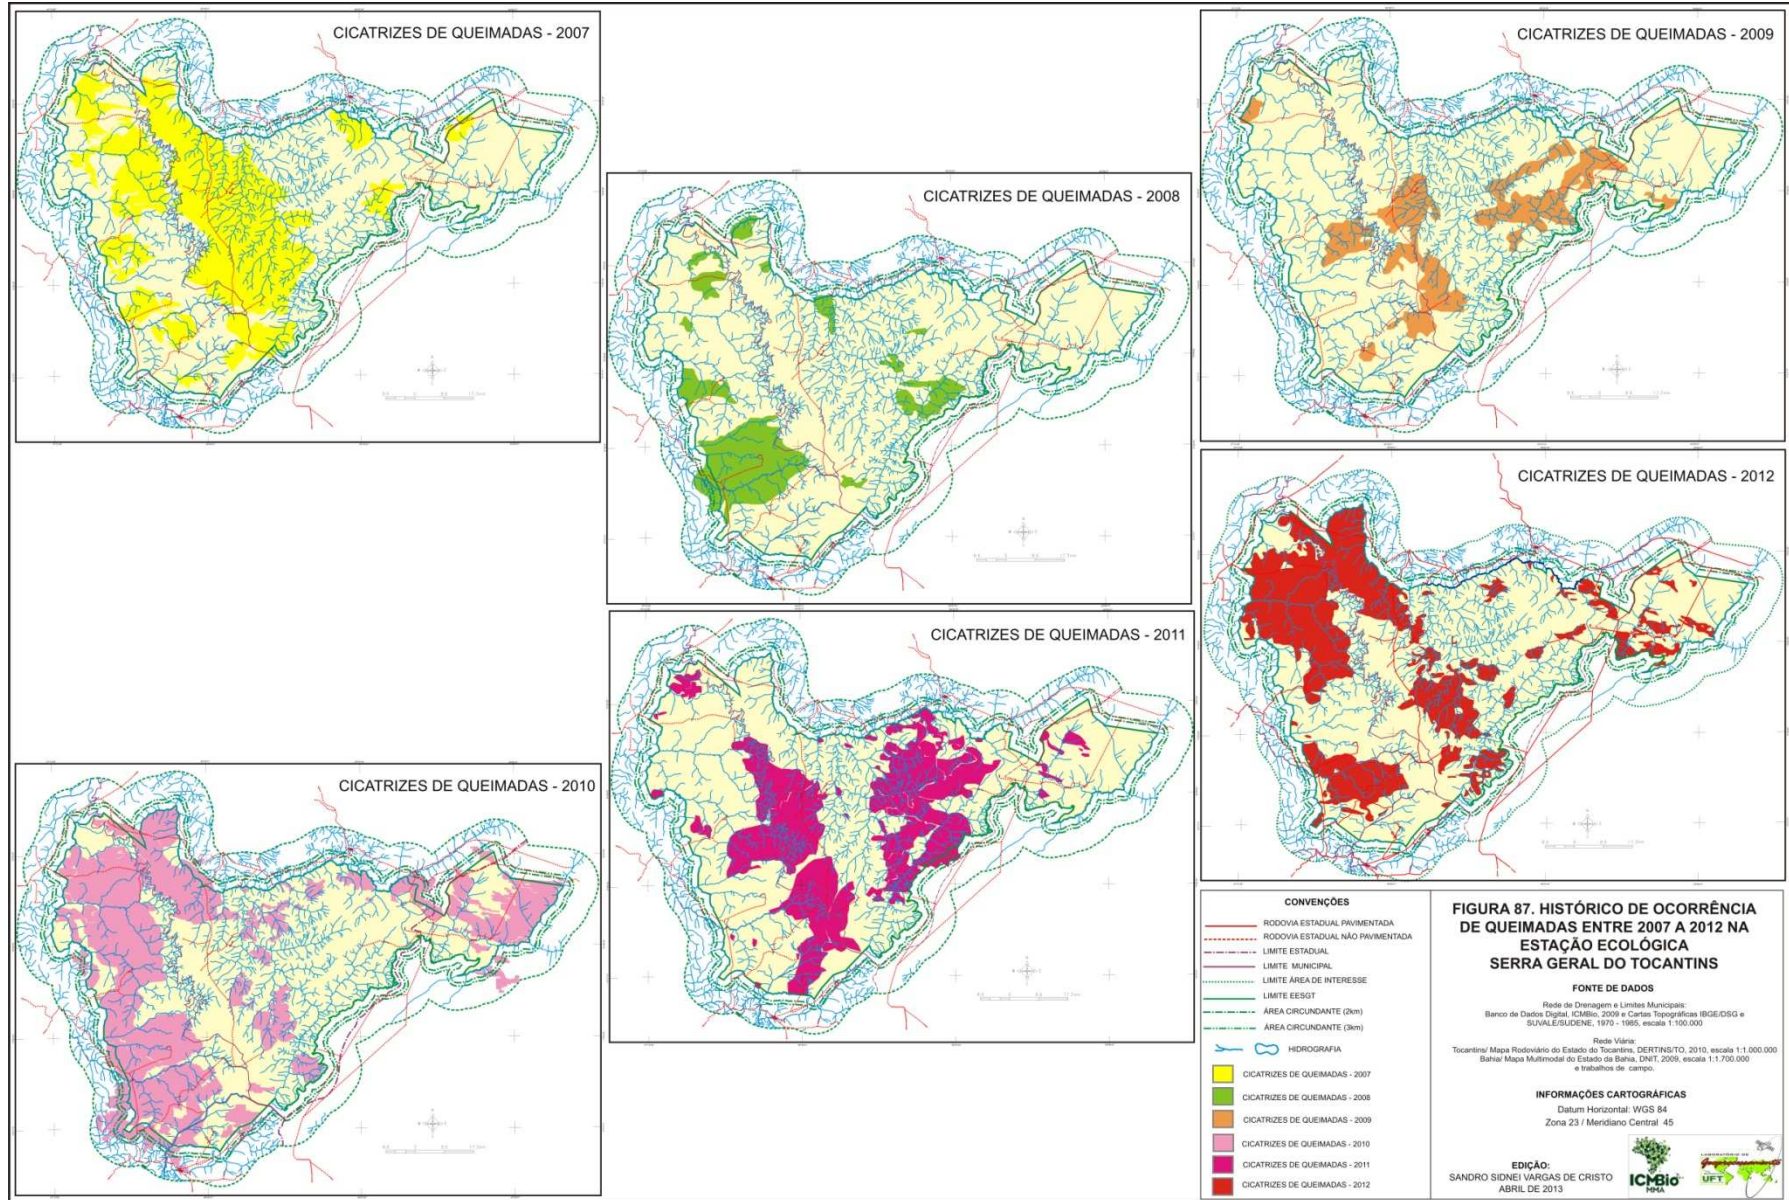 CICATRIZES DE QUEIMADAS - 2007
CICATRIZES DE QUEIMADAS - 2008
CICATRIZES DE QUEIMADAS - 2009
CICATRIZES DE QUEIMADAS - 2010
CICATRIZES DE QUEIMADAS - 2011
CICATRIZES DE QUEIMADAS - 2012
CONVENÇÕES
RODOVIA ESTADUAL PAVIMENTADA
RODOVIA ESTADUAL NÃO PAVIMENTADA
LIMITE ESTADUAL
LIMITE MUNICIPAL
LIMITE ÁREA DE INTERESSE
LIMITE EESGT
ÁREA CIRCUNDANTE (2km)
ÁREA CIRCUNDANTE (3km)
HIDROGRAFIA
CICATRIZES DE QUEIMADAS - 2007
CICATRIZES DE QUEIMADAS - 2008
CICATRIZES DE QUEIMADAS - 2009
CICATRIZES DE QUEIMADAS - 2010
CICATRIZES DE QUEIMADAS - 2011
CICATRIZES DE QUEIMADAS - 2012
FIGURA 87. HISTÓRICO DE OCORRÊNCIA
DE QUEIMADAS ENTRE 2007 A 2012 NA
ESTAÇÃO ECOLÓGICA
SERRA GERAL DO TOCANTINS
FONTE DE DADOS
Rede de Drenagem e Limites Municipais:
Banco de Dados Digital, ICMBio, 2009 e Cartas Topográficas IBGE/DSG e
SUVALE/SUDENE, 1970 - 1985, escala 1:100.000
Rede Viária:
Tocantins/ Mapa Rodoviário do Estado do Tocantins, DERTINS/TO, 2010, escala 1:1.000.000
Bahia/ Mapa Multimodal do Estado da Bahia, DNIT, 2009, escala 1:1.700.000
e trabalhos de campo.
INFORMAÇÕES CARTOGRÁFICAS
Datum Horizontal: WGS 84
Zona 23 / Meridiano Central 45
EDIÇÃO:
SANDRO SIDNEI VARGAS DE CRISTO
ABRIL DE 2013
ICMBio
MMA
LABORATÓRIO DE
Geoprocessamento
UFT